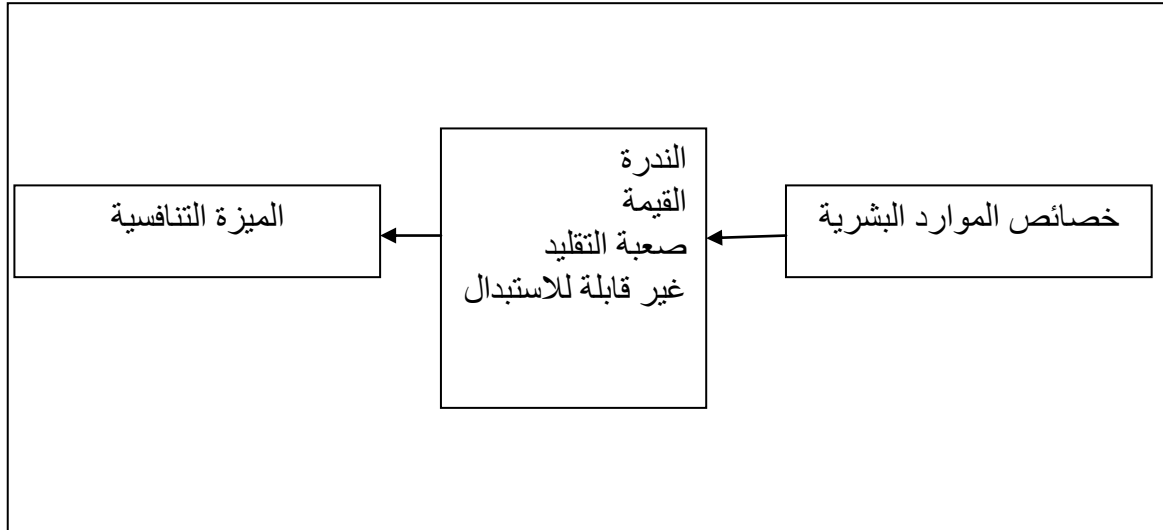 خصائص الموارد البشرية
الندرة
القيمة
صعبة التقليد
غير قابلة للاستبدال
الميزة التنافسية